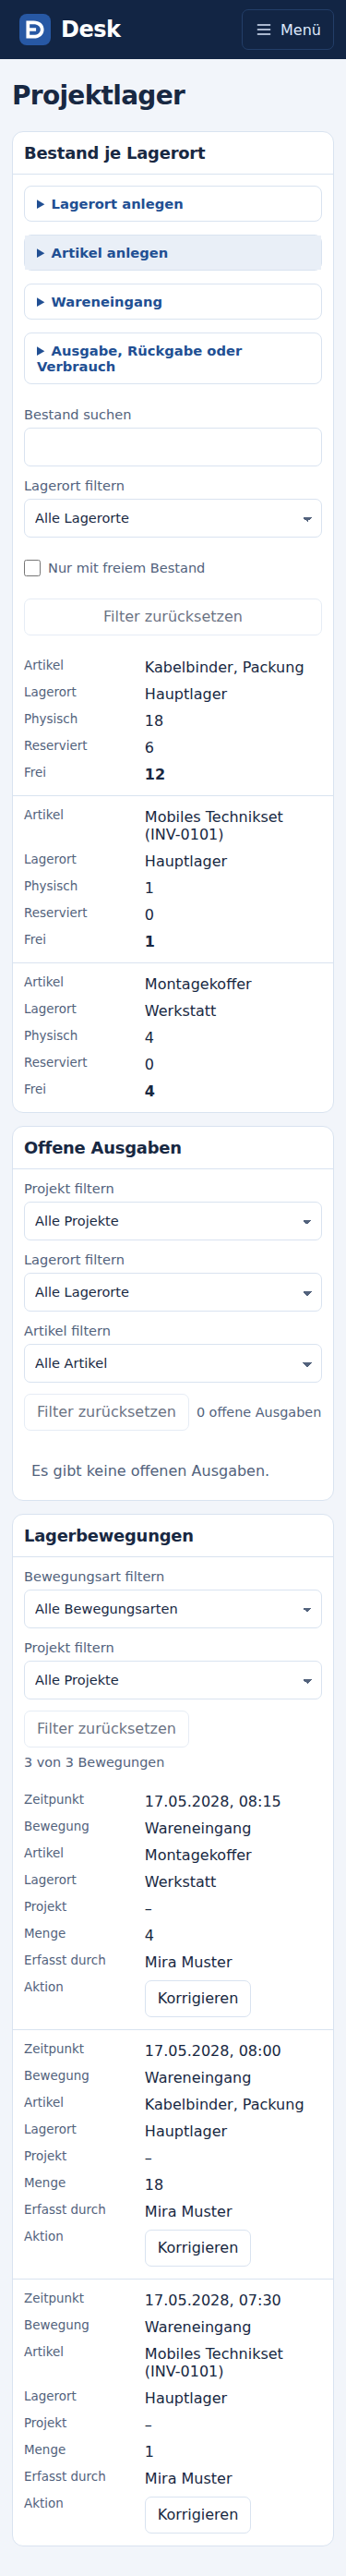 Desk
Menü
Projektlager
Bestand je Lagerort
Lagerort anlegen
Artikel anlegen
Wareneingang
Ausgabe, Rückgabe oder
Verbrauch
Bestand suchen
Lagerort filtern
Alle Lagerorte
Nur mit freiem Bestand
Filter zurücksetzen
Artikel Kabelbinder, Packung
Lagerort Hauptlager
Physisch 18
Reserviert 6
Frei 12
Artikel Mobiles Technikset
(INV-0101)
Lagerort Hauptlager
Physisch 1
Reserviert 0
Frei 1
Artikel Montagekoffer
Lagerort Werkstatt
Physisch 4
Reserviert 0
Frei 4
Offene Ausgaben
Projekt filtern
Alle Projekte
Lagerort filtern
Alle Lagerorte
Artikel filtern
Alle Artikel
Filter zurücksetzen 0 offene Ausgaben
Es gibt keine offenen Ausgaben.
Lagerbewegungen
Bewegungsart filtern
Alle Bewegungsarten
Projekt filtern
Alle Projekte
Filter zurücksetzen
3 von 3 Bewegungen
Zeitpunkt 17.05.2028, 08:15
Bewegung Wareneingang
Artikel Montagekoffer
Lagerort Werkstatt
Projekt –
Menge 4
Erfasst durch Mira Muster
Aktion Korrigieren
Zeitpunkt 17.05.2028, 08:00
Bewegung Wareneingang
Artikel Kabelbinder, Packung
Lagerort Hauptlager
Projekt –
Menge 18
Erfasst durch Mira Muster
Aktion Korrigieren
Zeitpunkt 17.05.2028, 07:30
Bewegung Wareneingang
Artikel Mobiles Technikset
(INV-0101)
Lagerort Hauptlager
Projekt –
Menge 1
Erfasst durch Mira Muster
Aktion Korrigieren